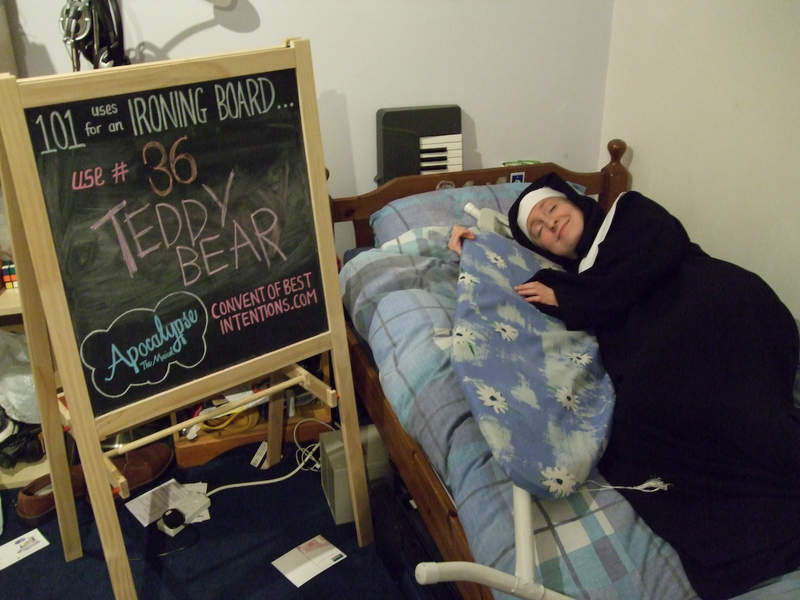 101 uses for an IRONING BOARD...
use # 36
TEDDY
BEAR
Apocalypse
The Musical
CONVENT OF BEST
INTENTIONS.COM